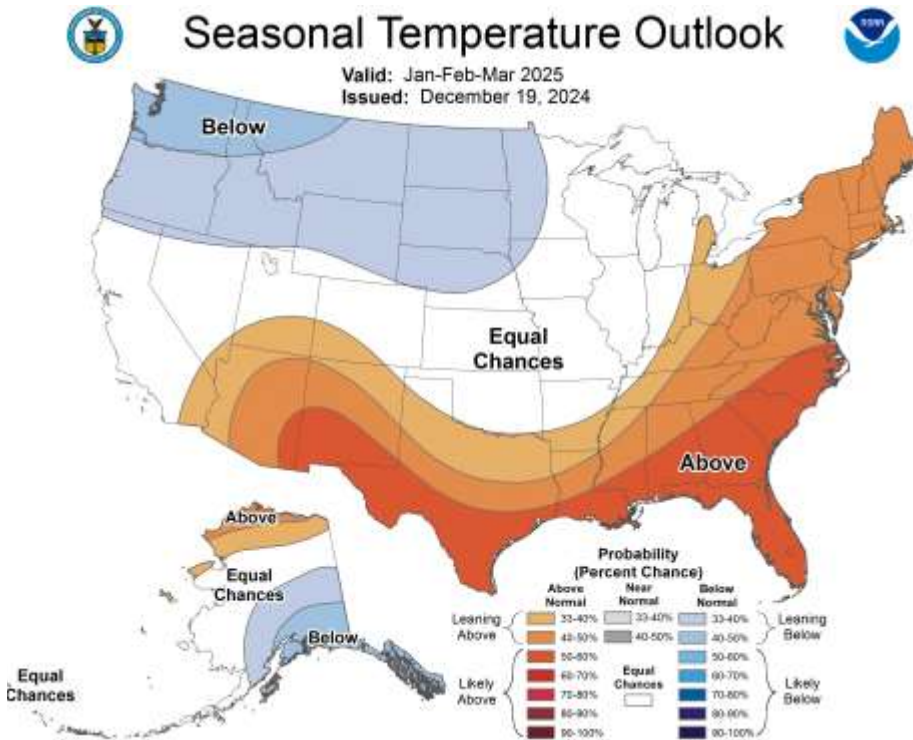 Seasonal Temperature Outlook
NOAA
Valid: Jan-Feb-Mar 2025
Issued: December 19, 2024
Below
Equal
Chances
Above
Above
Equal
Chances
Below
Equal
Chances
Probability
(Percent Chance)
Above
Normal
Near
Normal
Below
Normal
Leaning
Above
33-40%
33-40%
33-40%
Leaning
Below
40-50%
40-50%
40-50%
Likely
Above
50-60%
60-70%
70-80%
80-90%
90-100%
Equal
Chances
50-60%
60-70%
70-80%
80-90%
90-100%
Likely
Below